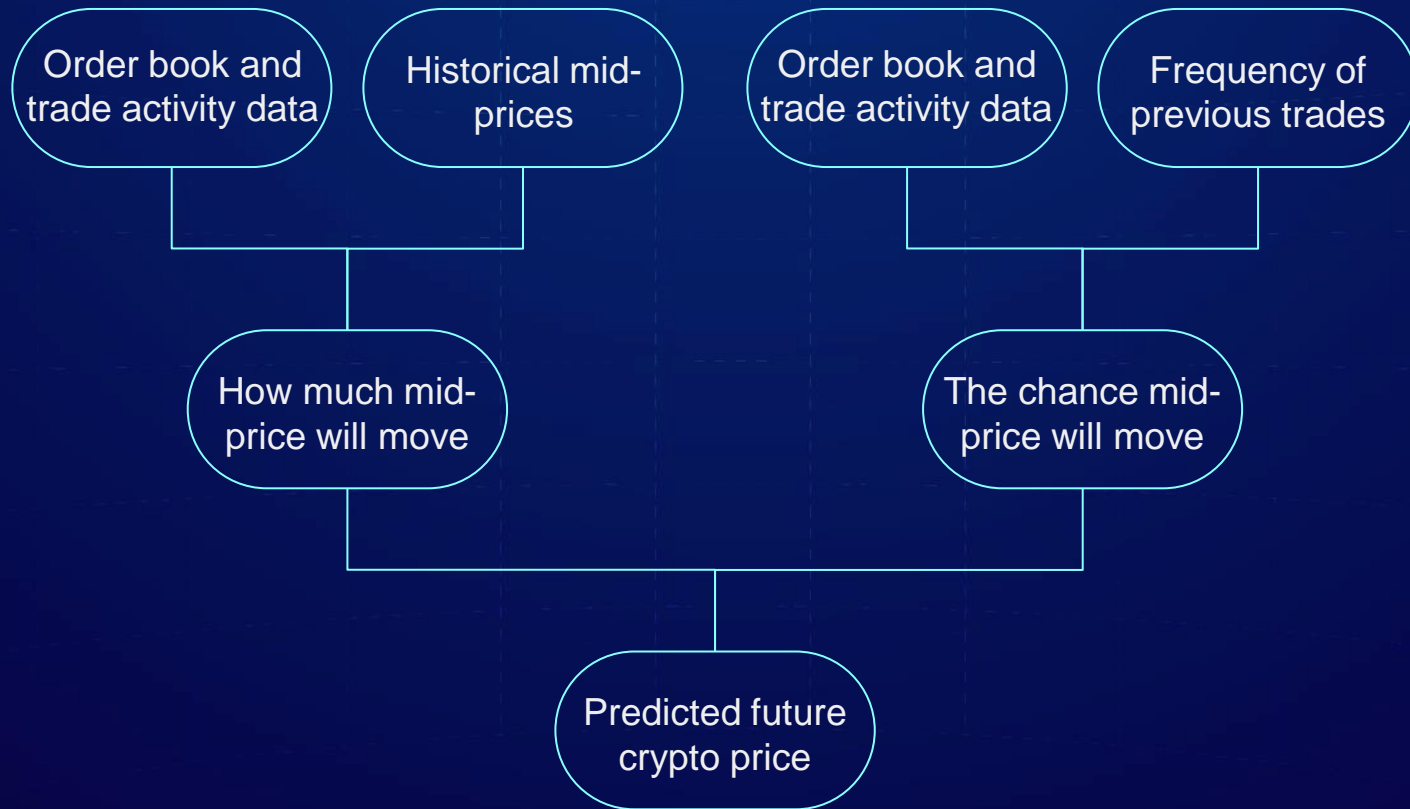 Order book and
trade activity data
Historical mid-
prices
Order book and
trade activity data
Frequency of
previous trades
How much mid-
price will move
The chance mid-
price will move
Predicted future
crypto price